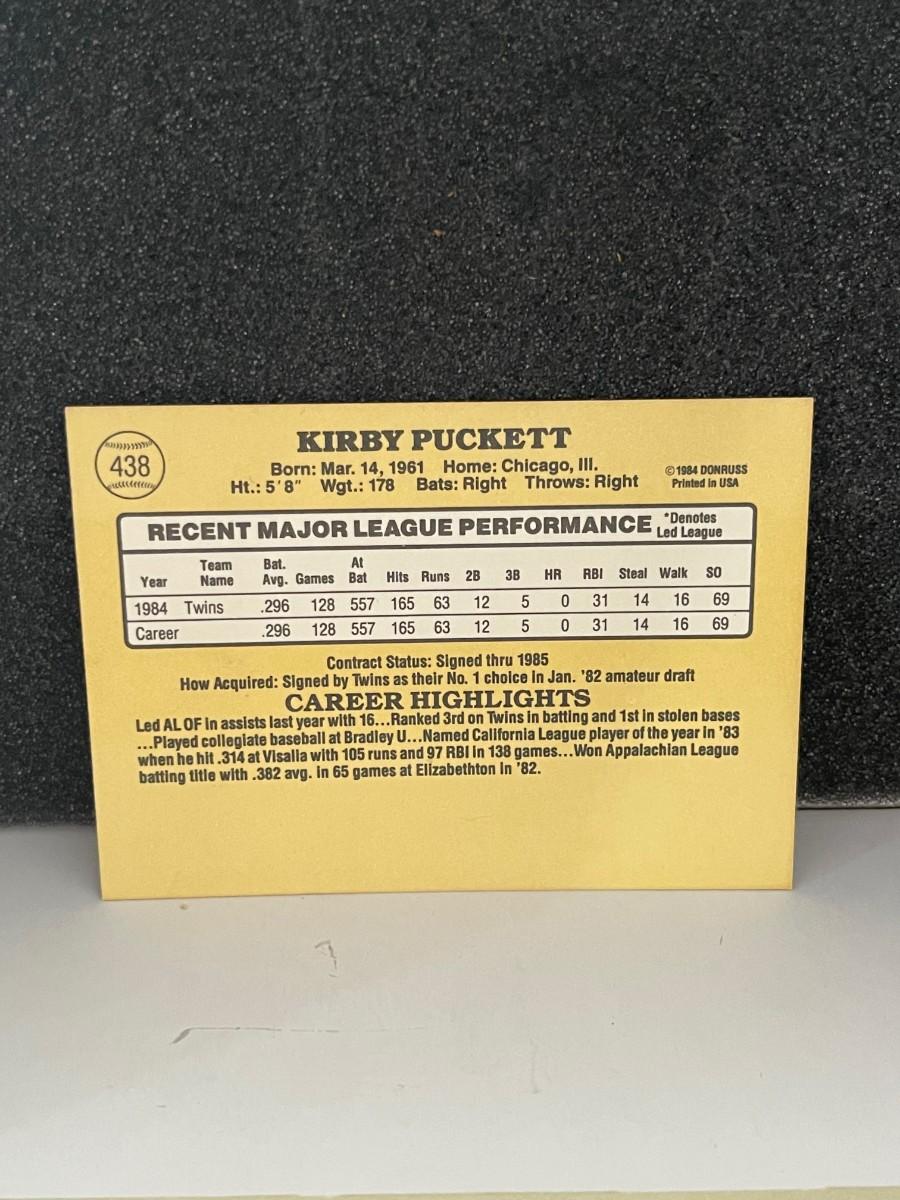 438
KIRBY PUCKETT
Born: Mar. 14, 1961 Home: Chicago, Ill.
Ht.: 5'8" Wgt.: 178 Bats: Right Throws: Right
©1984 DONRUSS
Printed in USA
RECENT MAJOR LEAGUE PERFORMANCE *Denotes Led League
Year Team Name Bat. Avg. Games At Bat Hits Runs 2B 3B HR RBI Steal Walk SO
1984 Twins .296 128 557 165 63 12 5 0 31 14 16 69
Career .296 128 557 165 63 12 5 0 31 14 16 69
Contract Status: Signed thru 1985
How Acquired: Signed by Twins as their No. 1 choice in Jan. '82 amateur draft
CAREER HIGHLIGHTS
Led AL OF in assists last year with 16...Ranked 3rd on Twins in batting and 1st in stolen bases
...Played collegiate baseball at Bradley U...Named California League player of the year in '83
when he hit .314 at Visalia with 105 runs and 97 RBI in 138 games...Won Appalachian League
batting title with .382 avg. in 65 games at Elizabethton in '82.